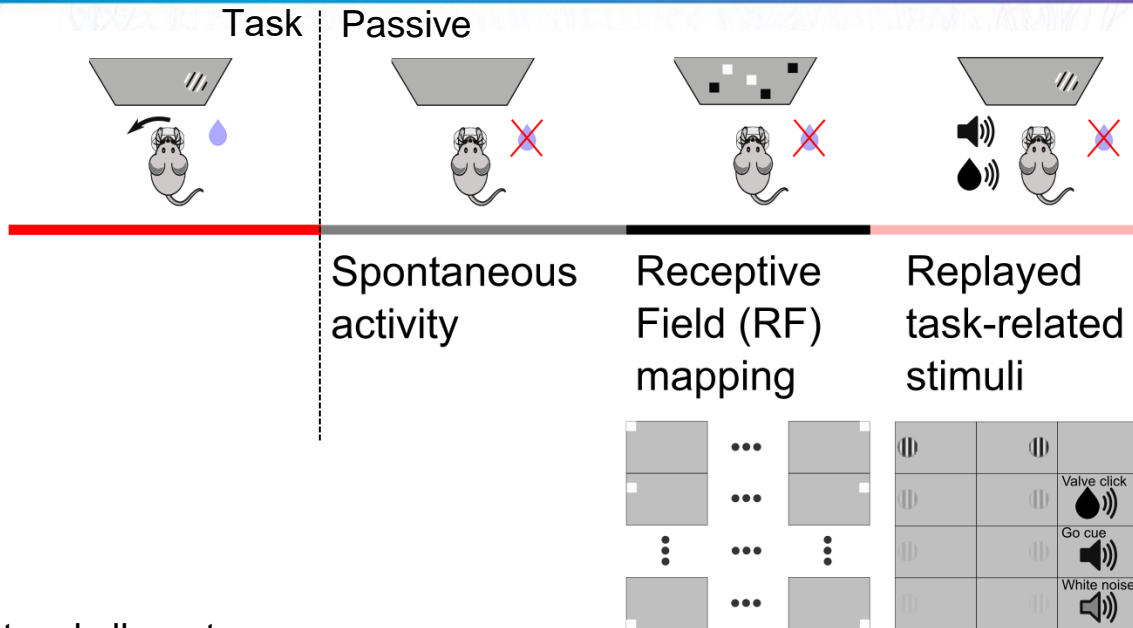 Task
Passive
Spontaneous
activity
Receptive
Field (RF)
mapping
Replayed
task-related
stimuli
Valve click
Go cue
White noise